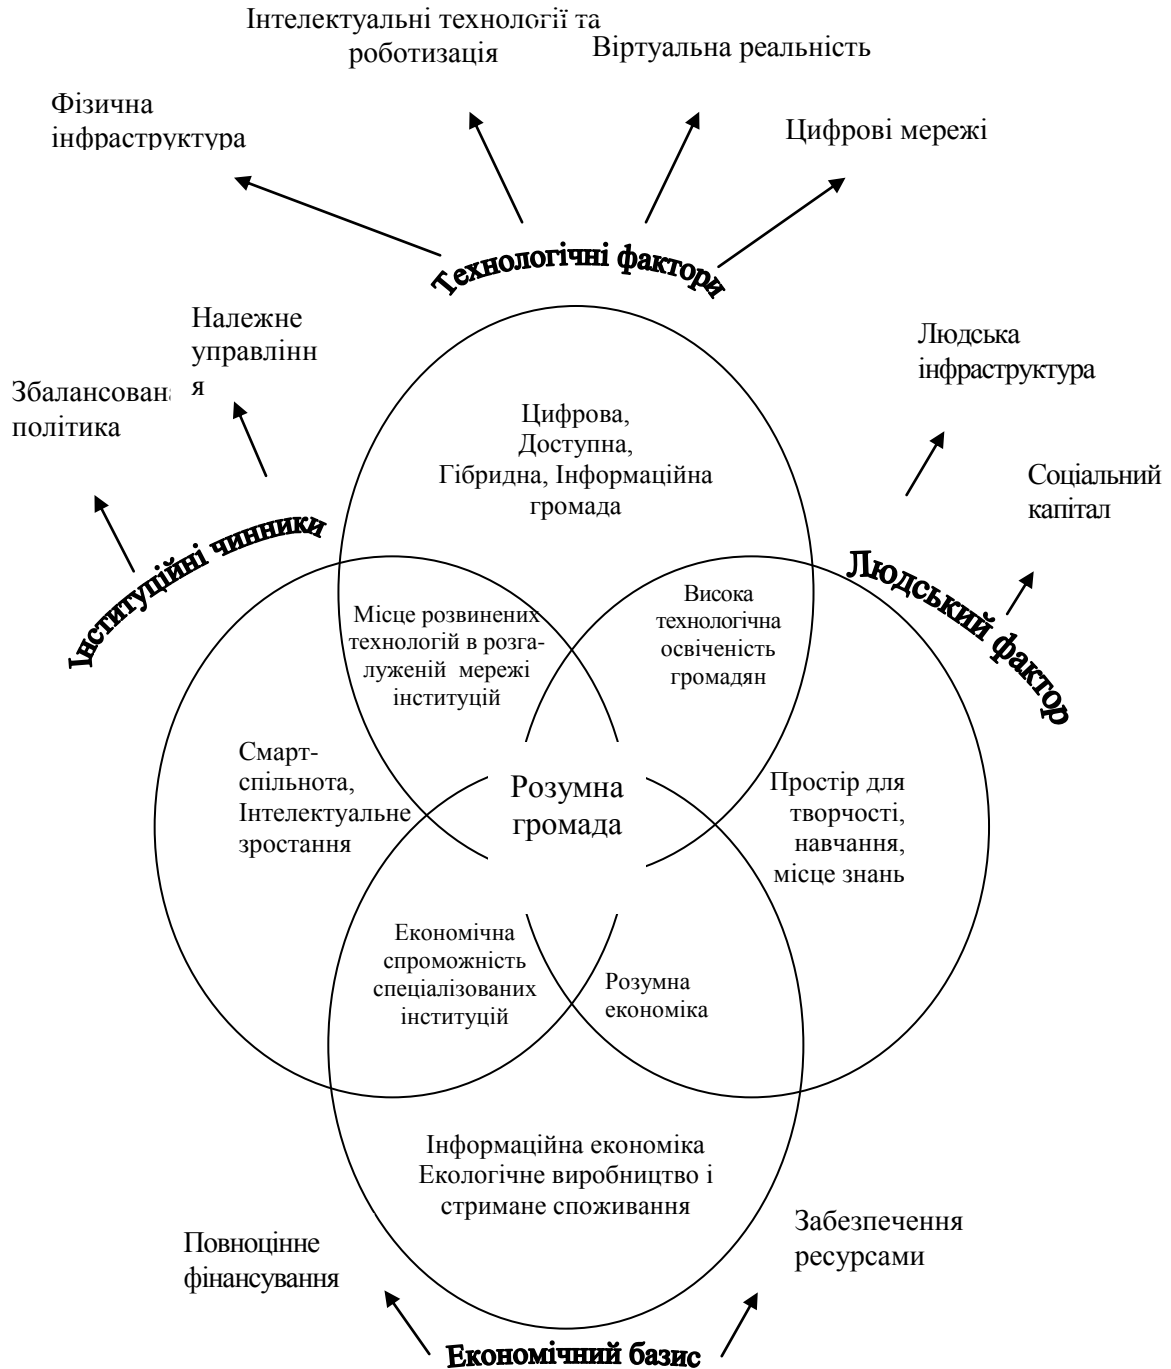 Інтелектуальні технології та
роботизація
Віртуальна реальність
Фізична
інфраструктура
Цифрові мережі
Технологічні фактори
Належне
управлінн
я
Збалансована
політика
Людська
інфраструктура
Соціальний
капітал
Цифрова,
Доступна,
Гібридна, Інформаційна
громада
Інституційні чинники
Людський фактор
Місце розвинених
технологій в розга-
луженій мережі
інституцій
Висока
технологічна
освіченість
громадян
Смарт-
спільнота,
Інтелектуальне
зростання
Розумна
громада
Простір для
творчості,
навчання,
місце знань
Економічна
спроможність
спеціалізованих
інституцій
Розумна
економіка
Інформаційна економіка
Екологічне виробництво і
стримане споживання
Повноцінне
фінансування
Забезпечення
ресурсами
Економічний базис